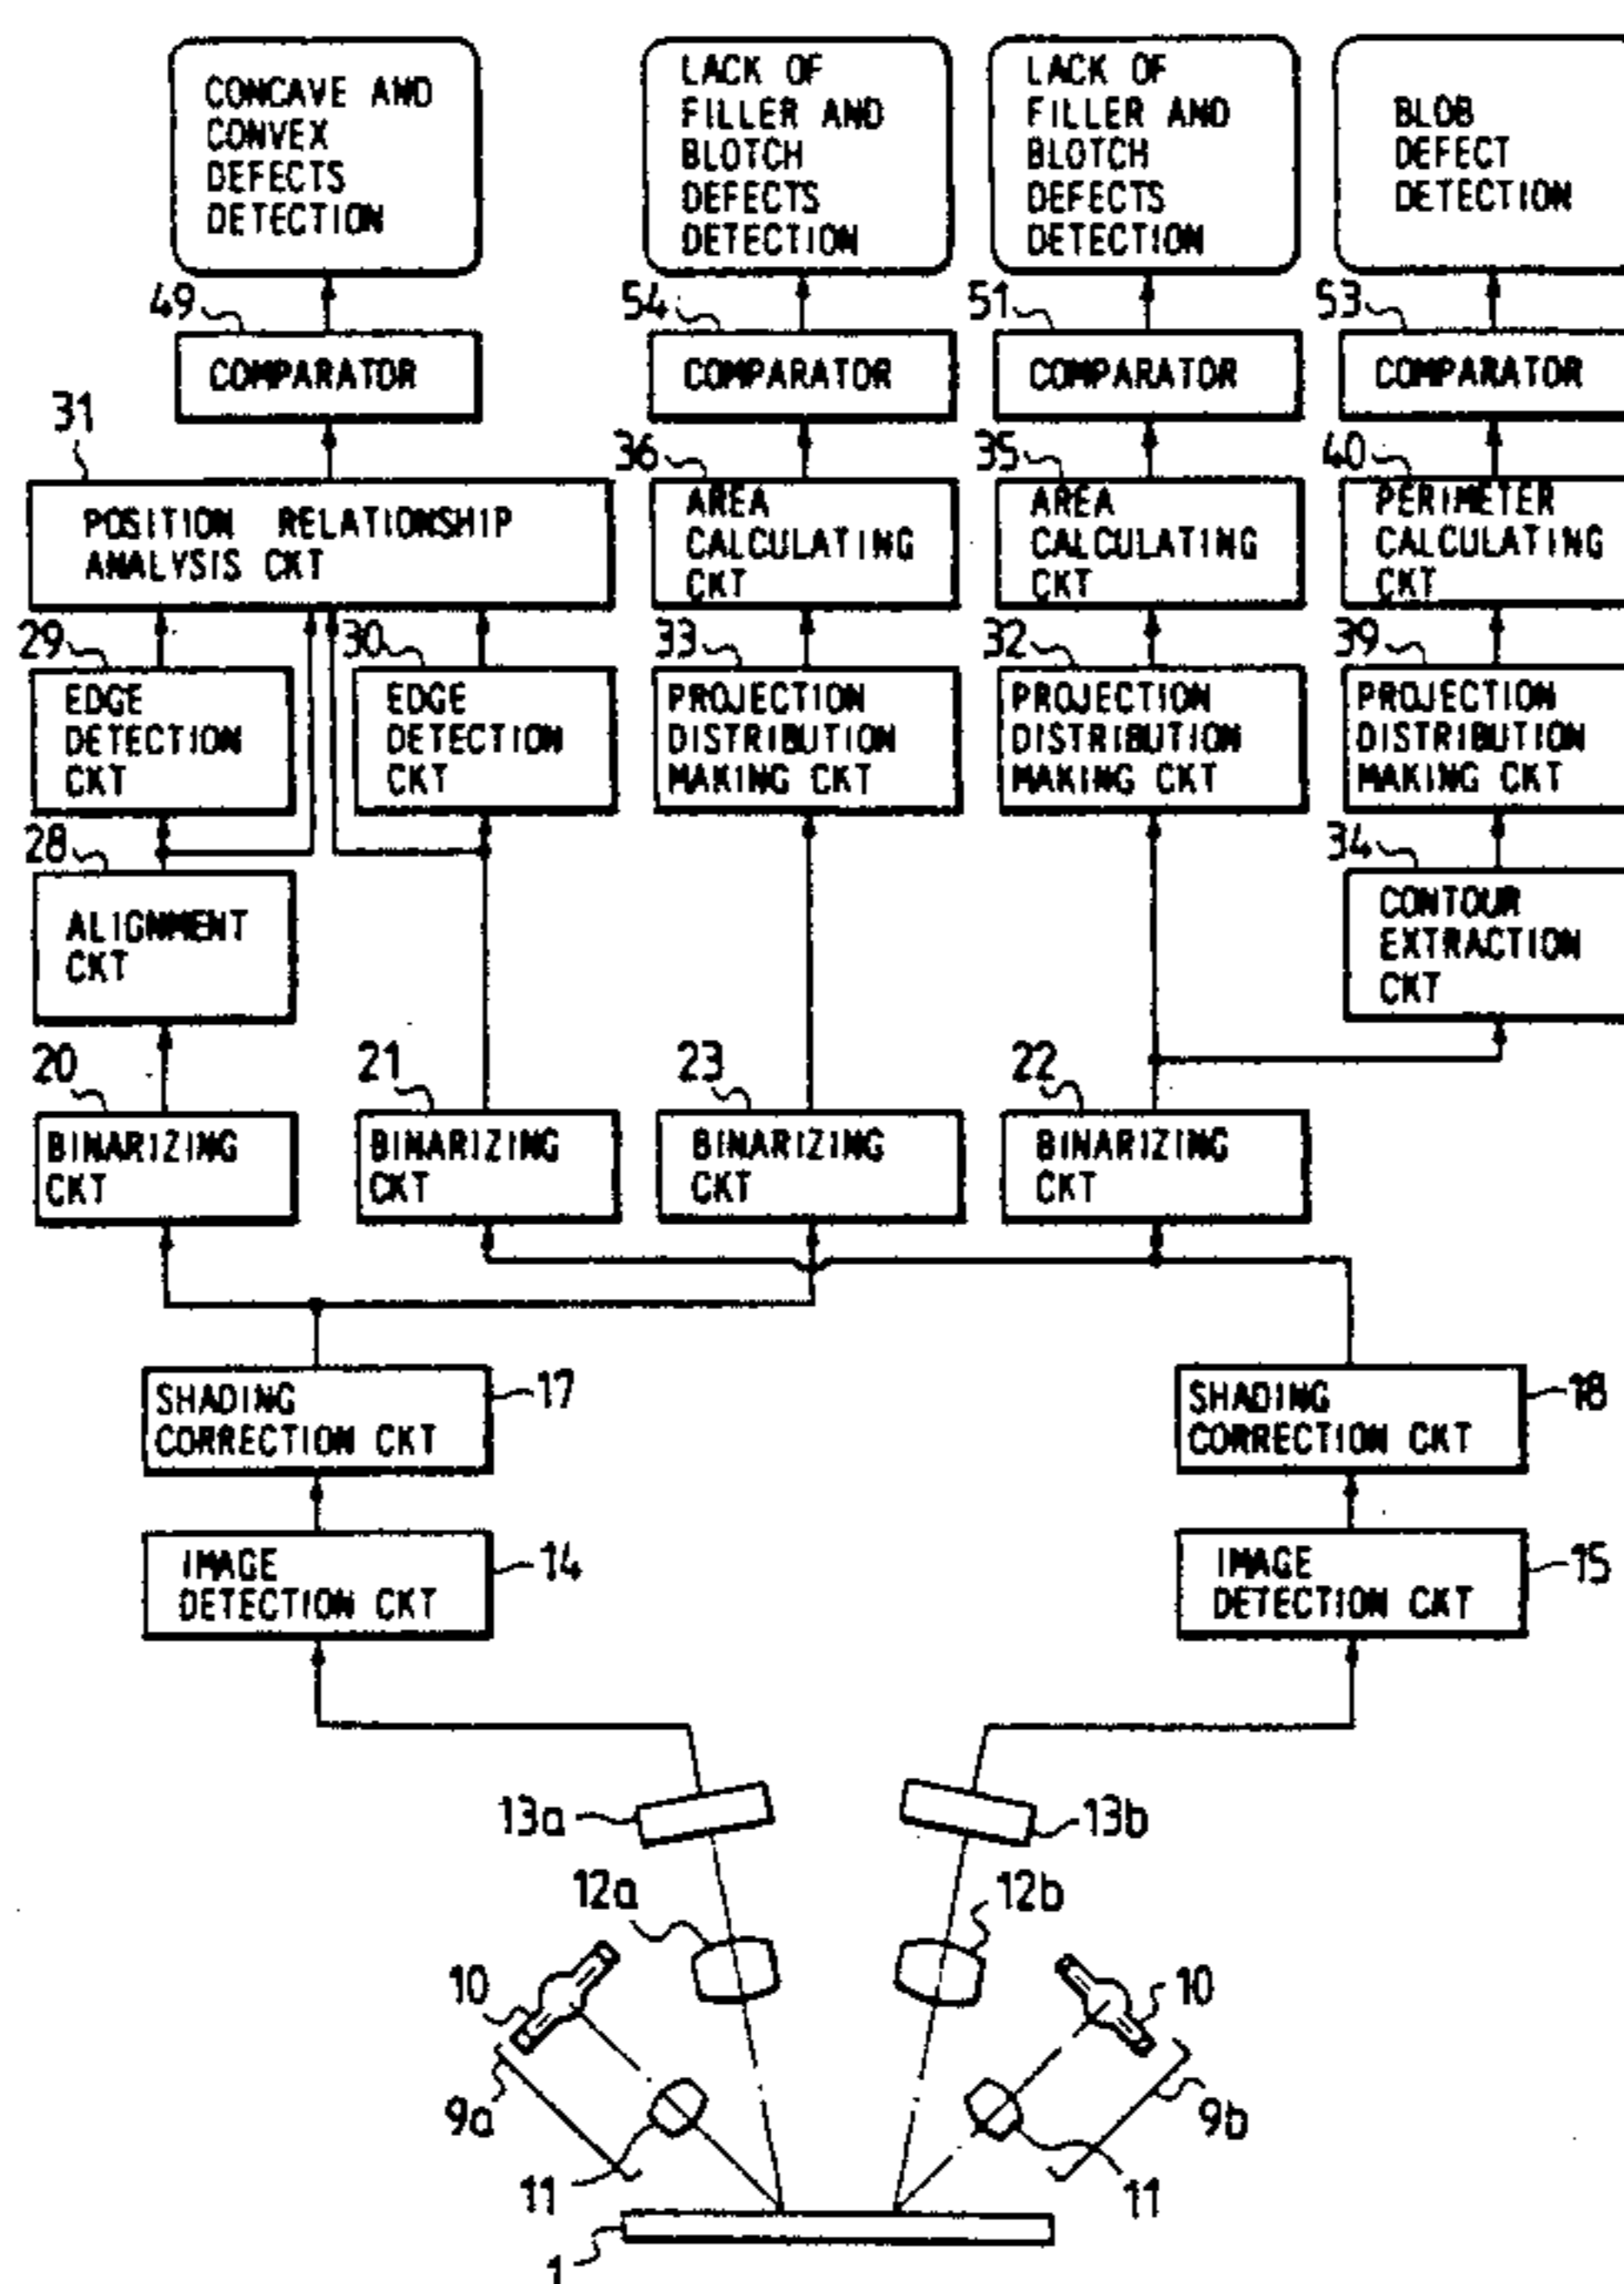 CONCAVE AND
CONVEX
DEFECTS
DETECTION
LACK OF
FILLER AND
BLOTCH
DEFECTS
DETECTION
LACK OF
FILLER AND
BLOTCH
DEFECTS
DETECTION
BLOB
DEFECT
DETECTION
49
54
51
53
COMPARATOR
COMPARATOR
COMPARATOR
COMPARATOR
31
36
35
40
POSITION RELATIONSHIP
ANALYSIS CKT
AREA
CALCULATING
CKT
AREA
CALCULATING
CKT
PERIMETER
CALCULATING
CKT
29
30
33
32
39
EDGE
DETECTION
CKT
EDGE
DETECTION
CKT
PROJECTION
DISTRIBUTION
MAKING CKT
PROJECTION
DISTRIBUTION
MAKING CKT
PROJECTION
DISTRIBUTION
MAKING CKT
28
34
ALIGNMENT
CKT
CONTOUR
EXTRACTION
CKT
20
21
23
22
BINARIZING
CKT
BINARIZING
CKT
BINARIZING
CKT
BINARIZING
CKT
SHADING
CORRECTION CKT
17
SHADING
CORRECTION CKT
18
IMAGE
DETECTION CKT
14
IMAGE
DETECTION CKT
15
13a
13b
12a
12b
10
10
9a
9b
11
11
1